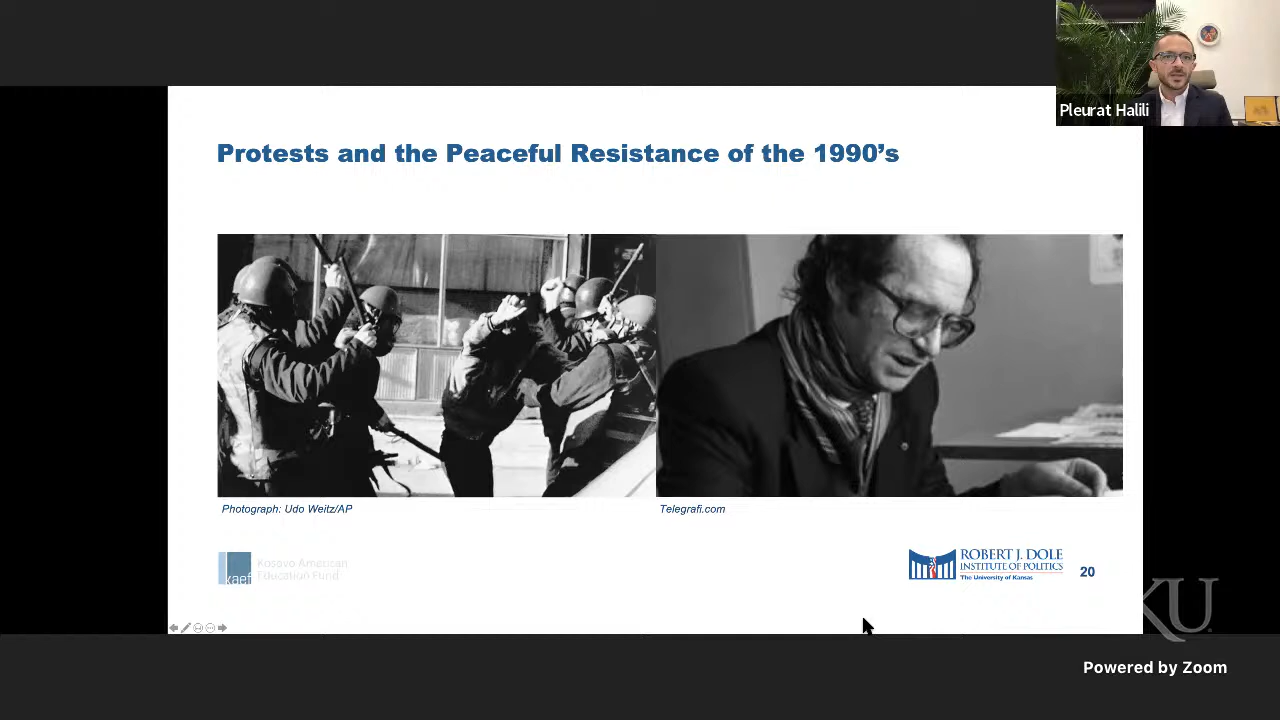 Pleurat Halili
Protests and the Peaceful Resistance of the 1990’s
Photograph: Udo Weitz/AP
Telegrafi.com
kaef
Kosovo American
Education Fund
ROBERT J. DOLE
INSTITUTE OF POLITICS
The University of Kansas
20
KU
Powered by Zoom